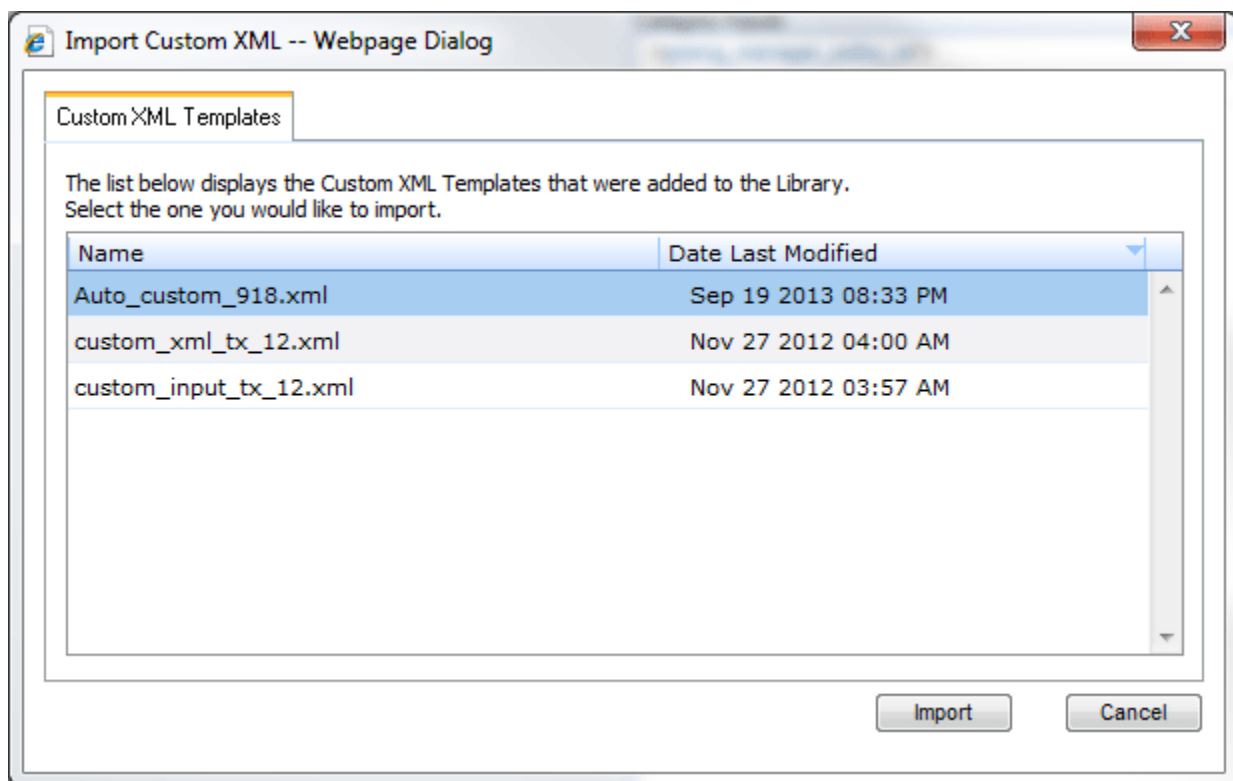 Import Custom XML -- Webpage Dialog
Custom XML Templates
The list below displays the Custom XML Templates that were added to the Library.
Select the one you would like to import.
Name Date Last Modified
Auto_custom_918.xml Sep 19 2013 08:33 PM
custom_xml_tx_12.xml Nov 27 2012 04:00 AM
custom_input_tx_12.xml Nov 27 2012 03:57 AM
Import Cancel